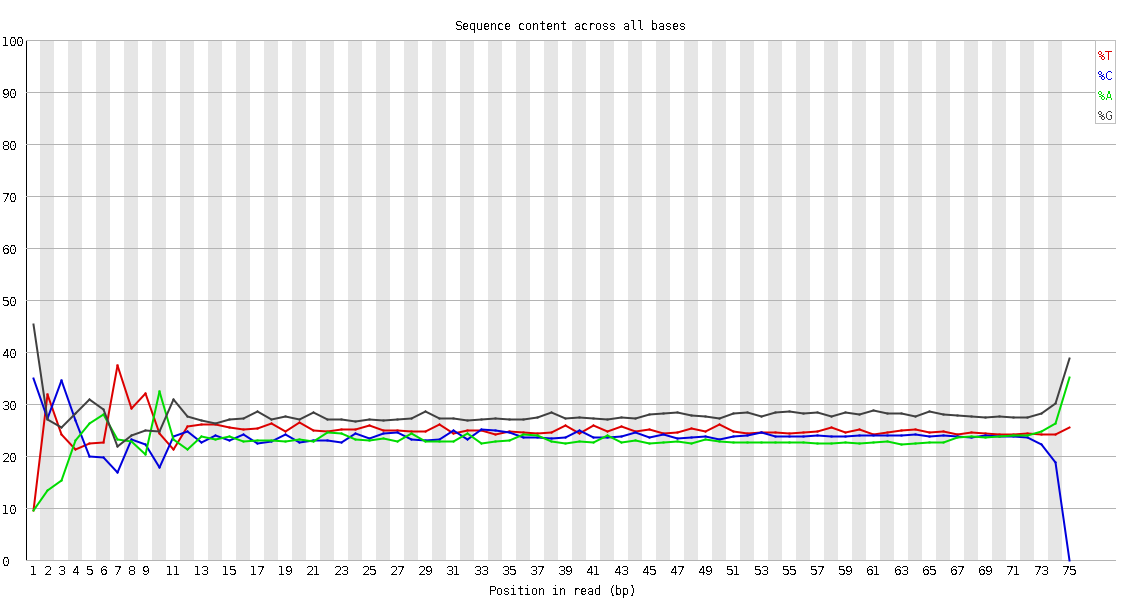 Sequence content across all bases
100
90
80
70
60
50
40
30
20
10
0
%T
%C
%A
%G
1 2 3 4 5 6 7 8 9 11 13 15 17 19 21 23 25 27 29 31 33 35 37 39 41 43 45 47 49 51 53 55 57 59 61 63 65 67 69 71 73 75
Position in read (bp)